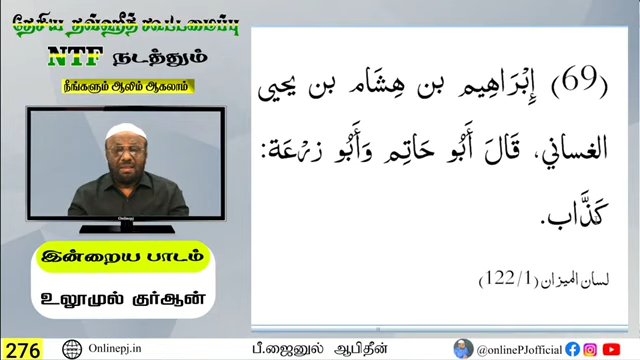 தேசிய தவ்ஹீத் கூட்டமைப்பு
NTF நடத்தும்
நீங்களும் ஆலிம் ஆகலாம்
Onlinepj
இன்றைய பாடம்
உலூமுல் குர்ஆன்
(69) إِبْرَاهِيم بن هِشَام بن يحيى
الغساني، قَالَ أَبُو حَاتِم وَأَبُو زرْعَة:
كَذَّاب.
لسان الميزان (122/1)
276
Onlinepj.in
பீ.ஜைனுல் ஆபிதீன்
@onlinePJofficial